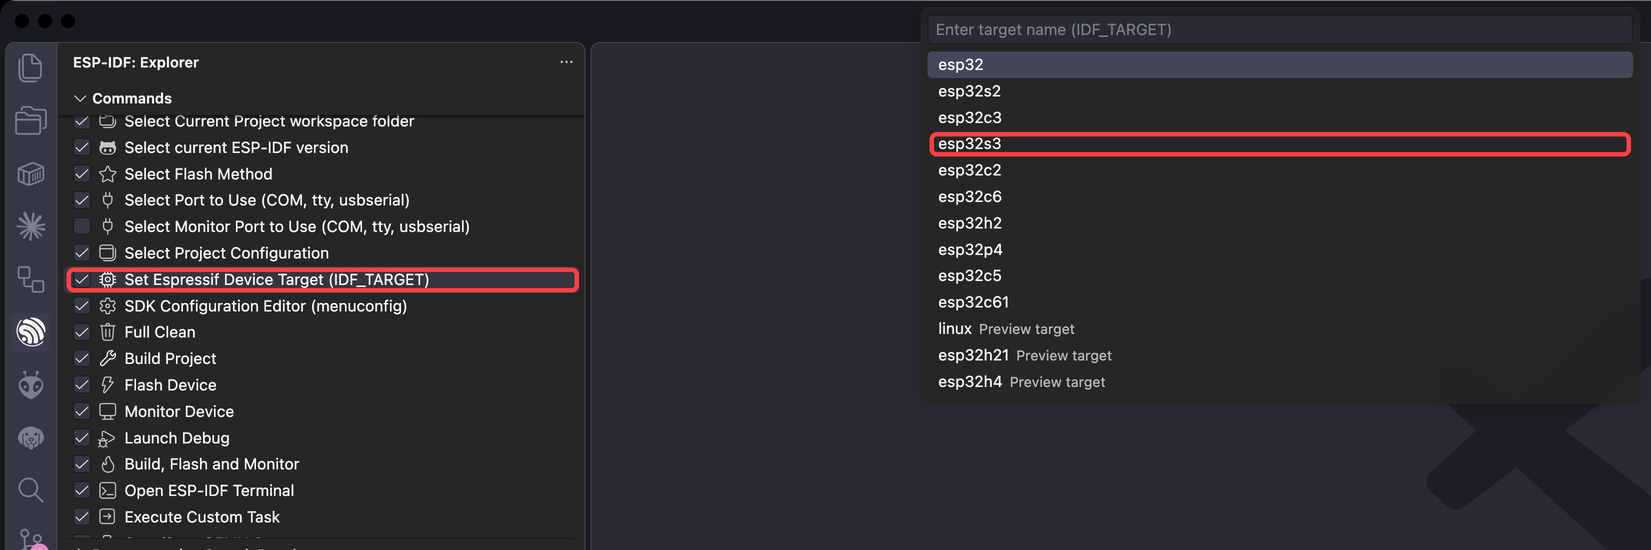 ESP-IDF: Explorer
Commands
Select Current Project workspace folder
Select current ESP-IDF version
Select Flash Method
Select Port to Use (COM, tty, usbserial)
Select Monitor Port to Use (COM, tty, usbserial)
Select Project Configuration
Set Espressif Device Target (IDF_TARGET)
SDK Configuration Editor (menuconfig)
Full Clean
Build Project
Flash Device
Monitor Device
Launch Debug
Build, Flash and Monitor
Open ESP-IDF Terminal
Execute Custom Task
Enter target name (IDF_TARGET)
esp32
esp32s2
esp32c3
esp32s3
esp32c2
esp32c6
esp32h2
esp32p4
esp32c5
esp32c61
linux Preview target
esp32h21 Preview target
esp32h4 Preview target